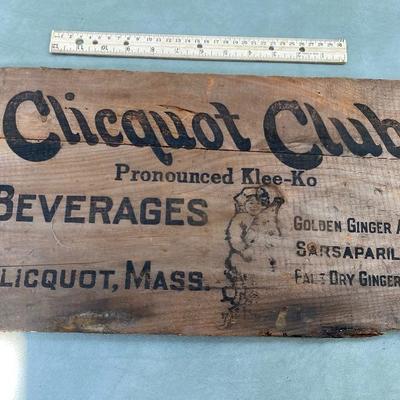 Clicquot Club
Pronounced Klee-Ko
BEVERAGES
LICQUOT, MASS.
GOLDEN GINGER A
SARSAPARIL
PALE DRY GINGER